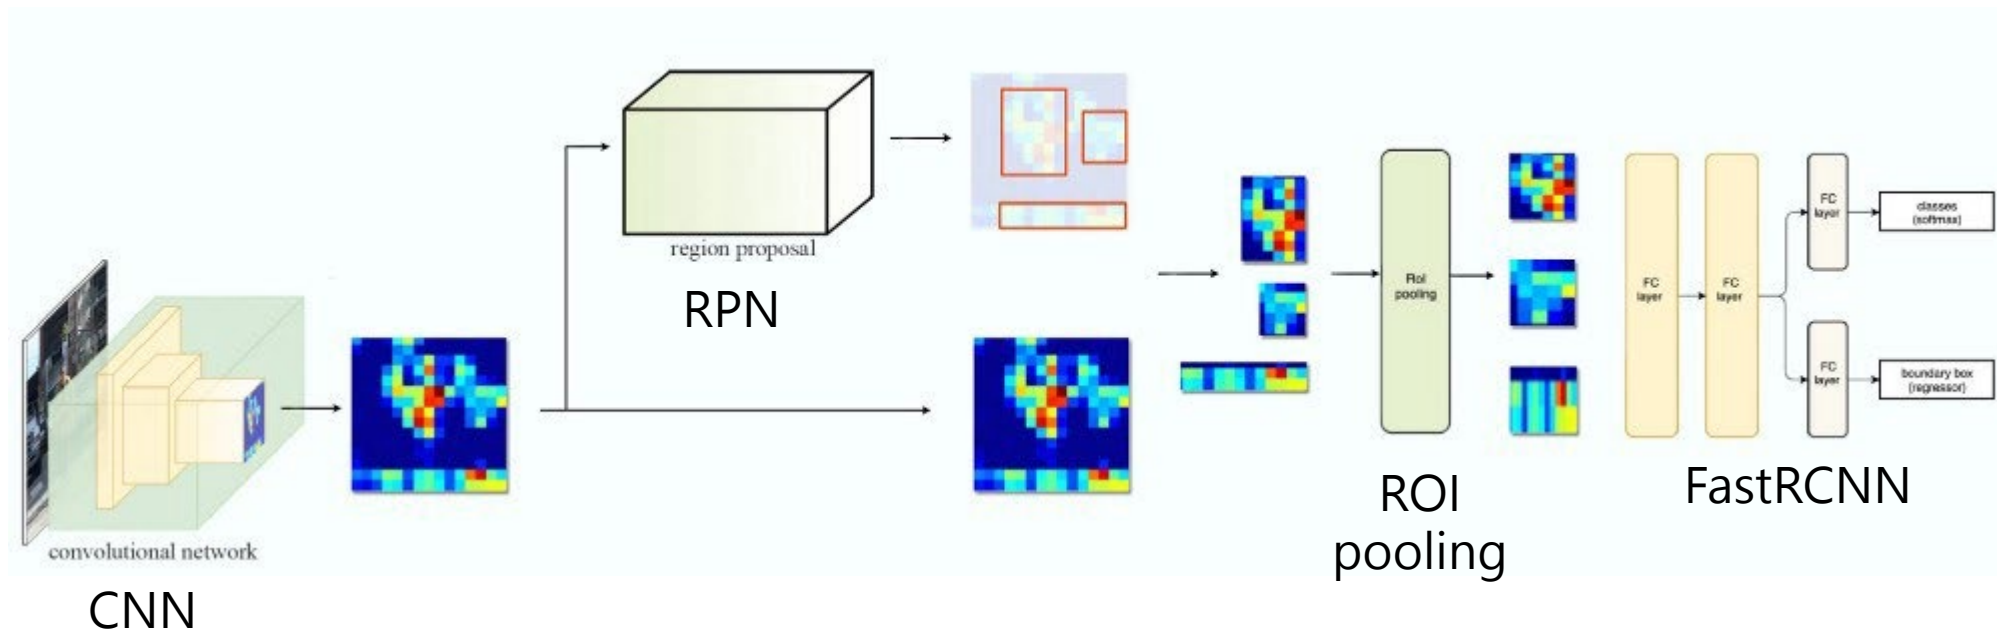 region proposal
RPN
convolutional network
CNN
RoI
pooling
ROI
pooling
FC
layer
FC
layer
FC
layer
classes
(softmax)
FC
layer
boundary box
(regressor)
FastRCNN